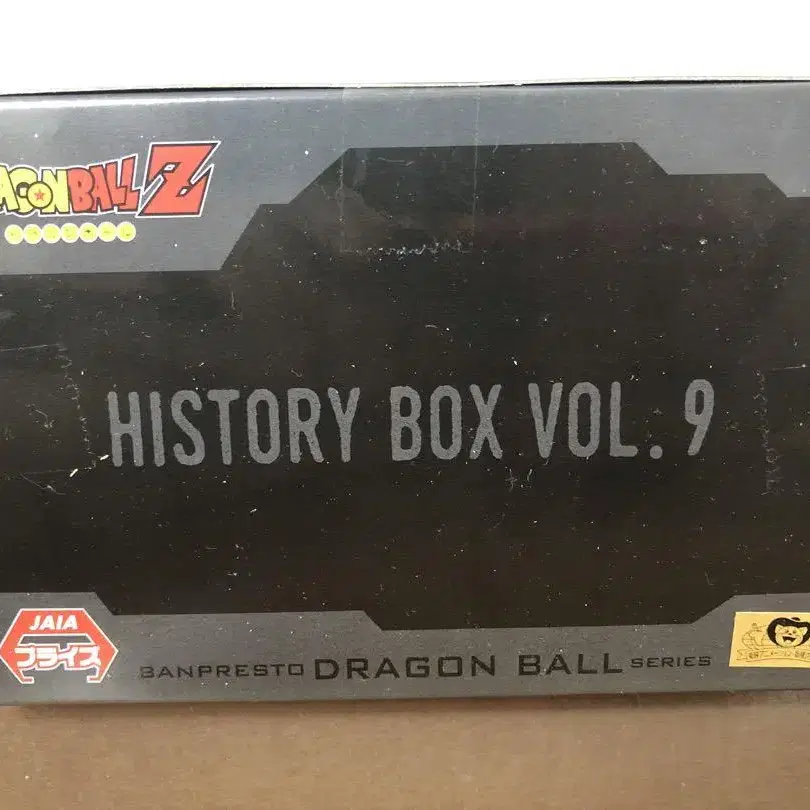 DRAGONBALL Z
HISTORY BOX VOL. 9
JAIA
プライズ
BANPRESTO DRAGON BALL SERIES